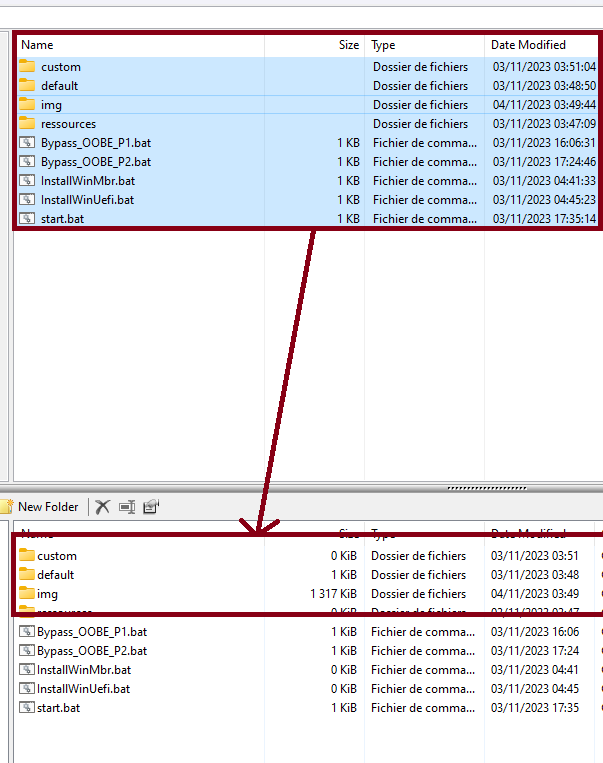 Name Size Type Date Modified
custom Dossier de fichiers 03/11/2023 03:51:04
default Dossier de fichiers 03/11/2023 03:48:50
img Dossier de fichiers 04/11/2023 03:49:44
ressources Dossier de fichiers 03/11/2023 03:47:09
Bypass_OOBE_P1.bat 1 KB Fichier de comma... 03/11/2023 16:06:31
Bypass_OOBE_P2.bat 1 KB Fichier de comma... 03/11/2023 17:24:46
InstallWinMbr.bat 1 KB Fichier de comma... 03/11/2023 04:41:33
InstallWinUefi.bat 1 KB Fichier de comma... 03/11/2023 04:45:23
start.bat 1 KB Fichier de comma... 03/11/2023 17:35:14
New Folder
Name Size Type Date Modified
custom 0 KiB Dossier de fichiers 03/11/2023 03:51
default 1 KiB Dossier de fichiers 03/11/2023 03:48
img 1 317 KiB Dossier de fichiers 04/11/2023 03:49
ressources 0 KiB Dossier de fichiers 03/11/2023 03:47
Bypass_OOBE_P1.bat 1 KiB Fichier de comma... 03/11/2023 16:06
Bypass_OOBE_P2.bat 1 KiB Fichier de comma... 03/11/2023 17:24
InstallWinMbr.bat 0 KiB Fichier de comma... 03/11/2023 04:41
InstallWinUefi.bat 0 KiB Fichier de comma... 03/11/2023 04:45
start.bat 1 KiB Fichier de comma... 03/11/2023 17:35